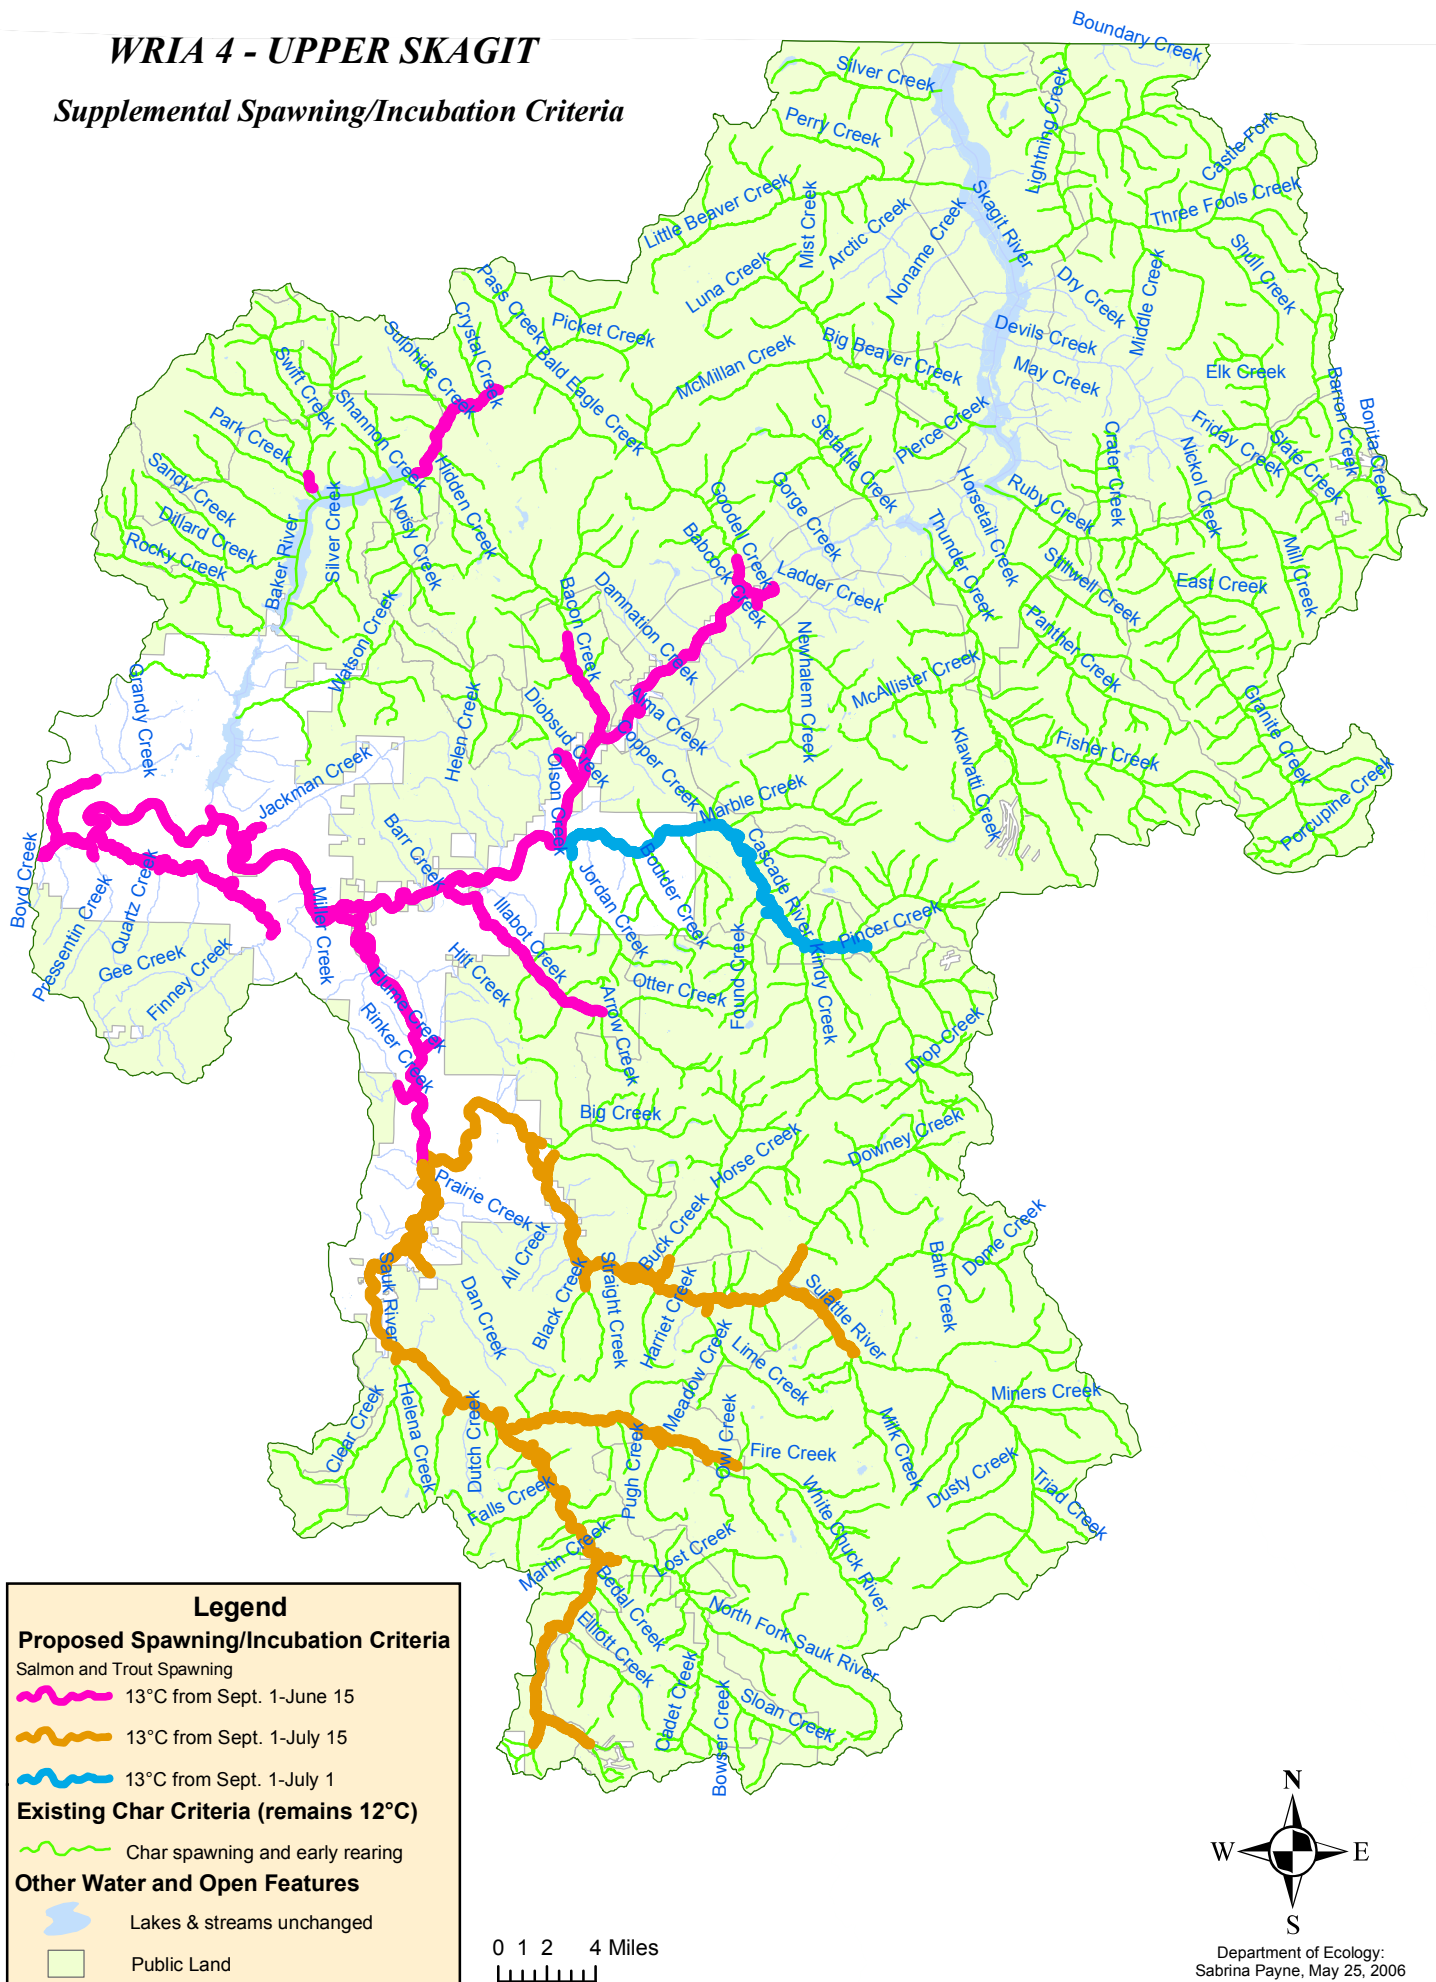 WRIA 4 - UPPER SKAGIT
Supplemental Spawning/Incubation Criteria
Boundary Creek
Silver Creek
Lightning Creek
Perry Creek
Castle Fork
Little Beaver Creek
Mist Creek
Arctic Creek
Noname Creek
Skagit River
Three Fools Creek
Shull Creek
Luna Creek
Dry Creek
Middle Creek
Pass Creek
Crystal Creek
Picket Creek
Sulphide Creek
Bald Eagle Creek
McMillan Creek
Big Beaver Creek
Devils Creek
May Creek
Elk Creek
Barron Creek
Bonita Creek
Swift Creek
Shannon Creek
Park Creek
Stetattle Creek
Pierce Creek
Crater Creek
Nickol Creek
Friday Creek
Slate Creek
Sandy Creek
Dillard Creek
Rocky Creek
Baker River
Silver Creek
Noisy Creek
Hidden Creek
Goodell Creek
Babcock Creek
Gorge Creek
Ladder Creek
Horsetail Creek
Thunder Creek
Ruby Creek
Stillwell Creek
East Creek
Mill Creek
Bacon Creek
Damnation Creek
Newhalem Creek
Panther Creek
McAllister Creek
Watson Creek
Grandy Creek
Helen Creek
Diobsud Creek
Alma Creek
Copper Creek
Olson Creek
Klawatti Creek
Fisher Creek
Granite Creek
Porcupine Creek
Jackman Creek
Marble Creek
Barr Creek
Boyd Creek
Pressentin Creek
Quartz Creek
Gee Creek
Finney Creek
Miller Creek
Illabot Creek
Jordan Creek
Boulder Creek
Cascade River
Pincer Creek
Found Creek
Kindy Creek
Hilt Creek
Otter Creek
Arrow Creek
Flume Creek
Rinker Creek
Drop Creek
Big Creek
Horse Creek
Downey Creek
Prairie Creek
All Creek
Buck Creek
Dome Creek
Bath Creek
Sauk River
Dan Creek
Black Creek
Straight Creek
Harriet Creek
Suiattle River
Meadow Creek
Lime Creek
Miners Creek
Clear Creek
Helena Creek
Dutch Creek
Owl Creek
Pugh Creek
Fire Creek
Milk Creek
Dusty Creek
Triad Creek
Falls Creek
White Chuck River
Martin Creek
Lost Creek
Bedal Creek
Elliott Creek
North Fork Sauk River
Cadet Creek
Bowser Creek
Sloan Creek
Legend
Proposed Spawning/Incubation Criteria
Salmon and Trout Spawning
13°C from Sept. 1-June 15
13°C from Sept. 1-July 15
13°C from Sept. 1-July 1
Existing Char Criteria (remains 12°C)
Char spawning and early rearing
Other Water and Open Features
Lakes & streams unchanged
Public Land
0 1 2 4 Miles
N
W E
S
Department of Ecology:
Sabrina Payne, May 25, 2006